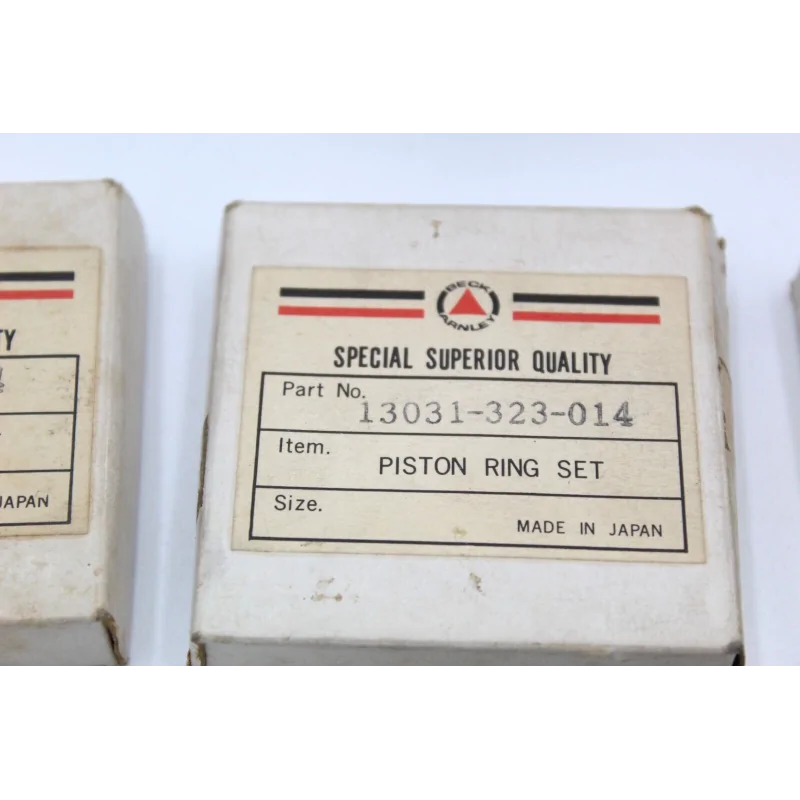 BECK
ARNLEY
SPECIAL SUPERIOR QUALITY
Part No. 13031-323-014
Item. PISTON RING SET
Size.
MADE IN JAPAN
TY
JAPAN